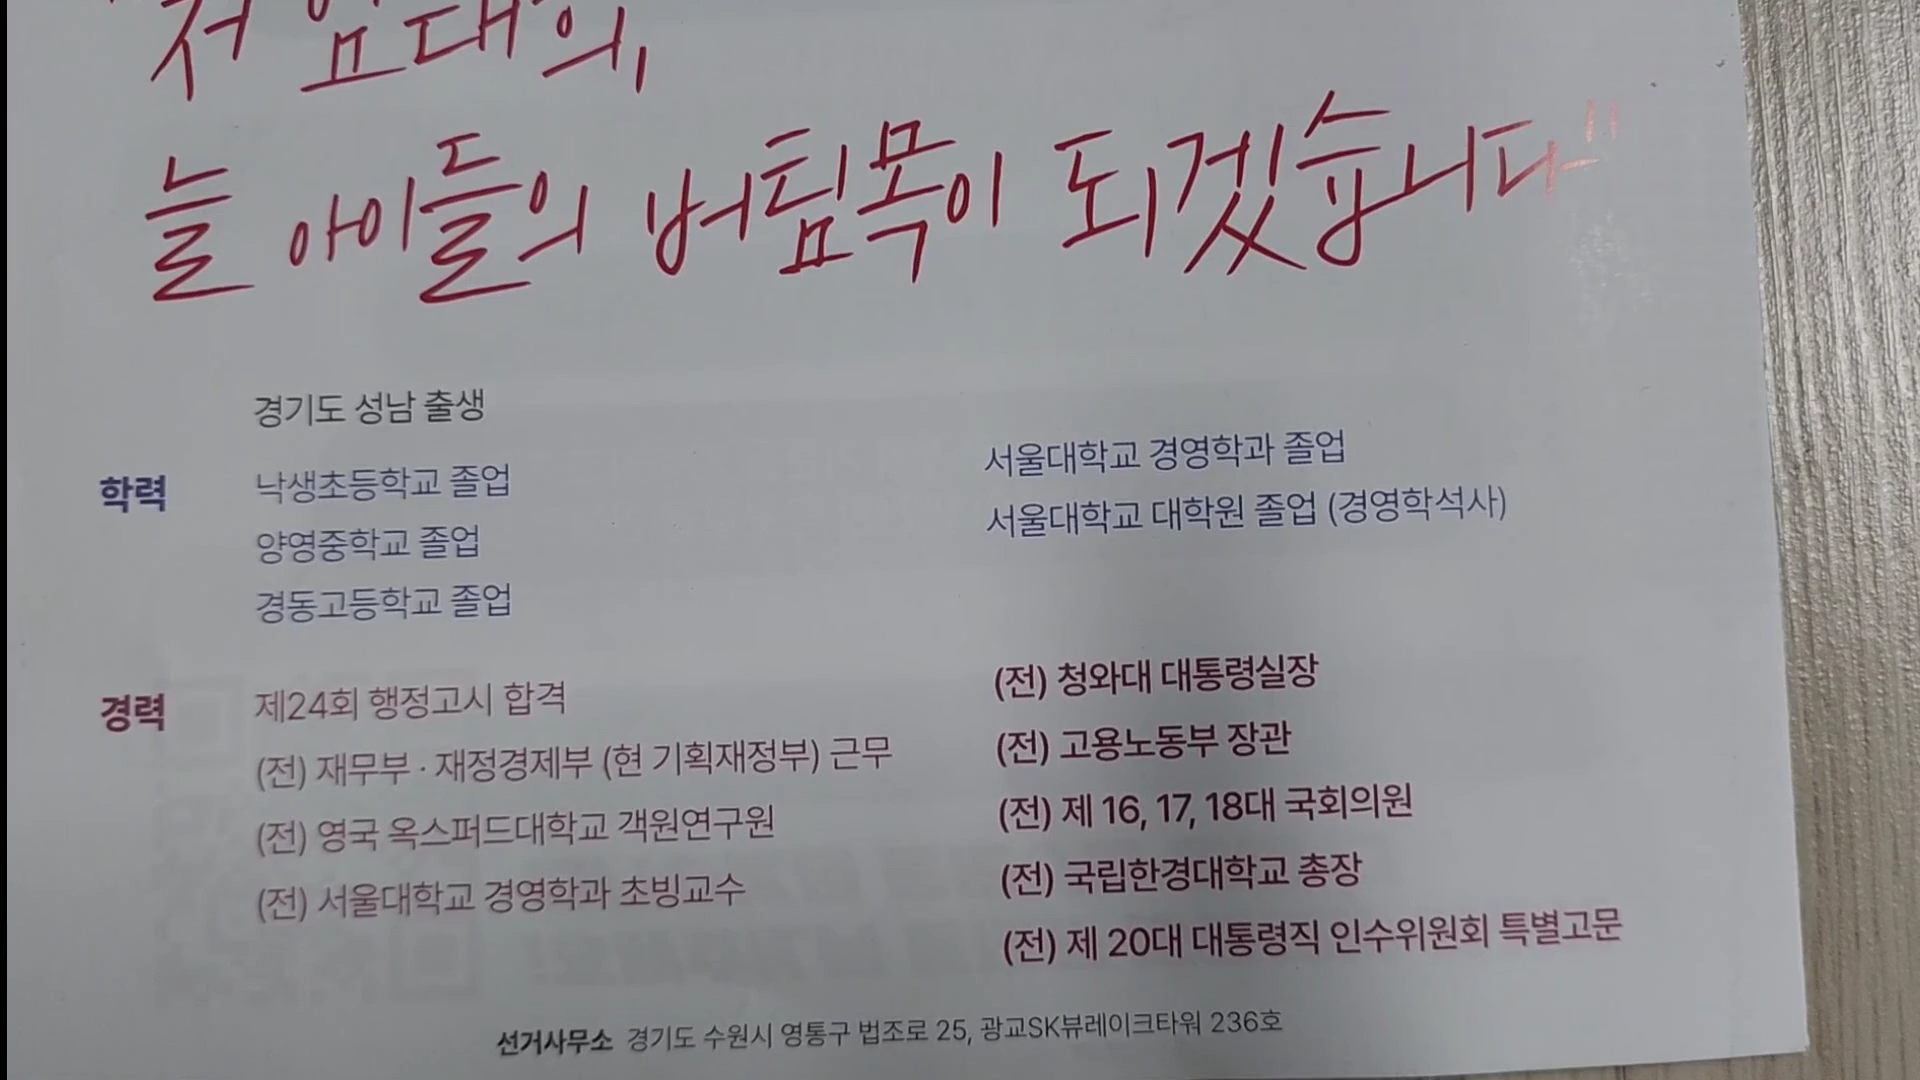 "저 임태희,
늘 아이들의 버팀목이 되겠습니다"
경기도 성남 출생
학력
낙생초등학교 졸업
양영중학교 졸업
경동고등학교 졸업
서울대학교 경영학과 졸업
서울대학교 대학원 졸업 (경영학석사)
경력
제24회 행정고시 합격
(전) 재무부 · 재정경제부 (현 기획재정부) 근무
(전) 영국 옥스퍼드대학교 객원연구원
(전) 서울대학교 경영학과 초빙교수
(전) 청와대 대통령실장
(전) 고용노동부 장관
(전) 제 16, 17, 18대 국회의원
(전) 국립한경대학교 총장
(전) 제 20대 대통령직 인수위원회 특별고문
선거사무소 경기도 수원시 영통구 법조로 25, 광교SK뷰레이크타워 236호